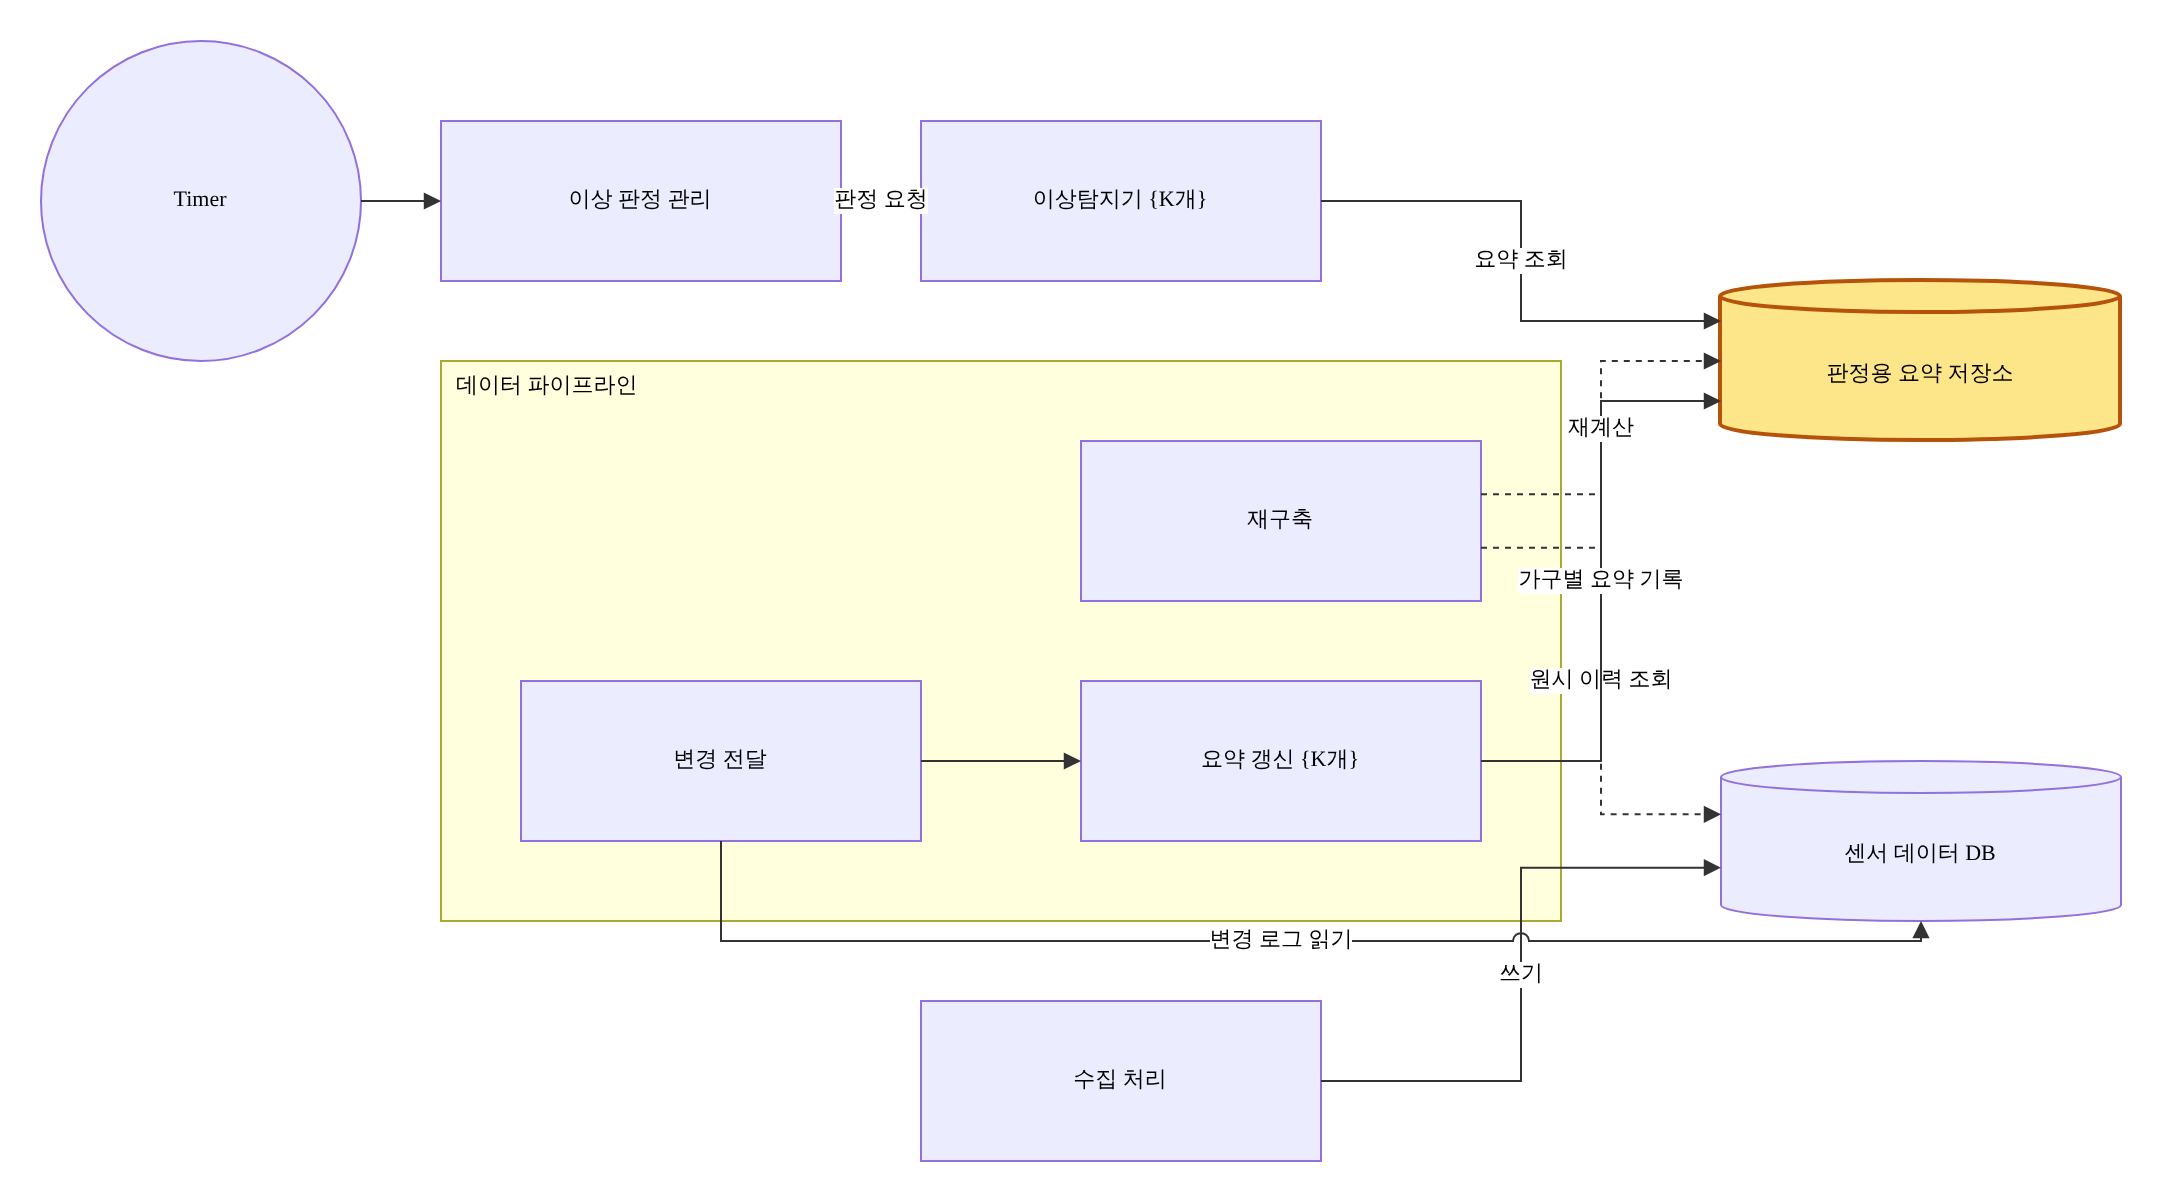 Timer
이상 판정 관리
판정 요청
이상탐지기 {K개}
요약 조회
판정용 요약 저장소
데이터 파이프라인
재계산
재구축
가구별 요약 기록
원시 이력 조회
변경 전달
요약 갱신 {K개}
센서 데이터 DB
변경 로그 읽기
쓰기
수집 처리